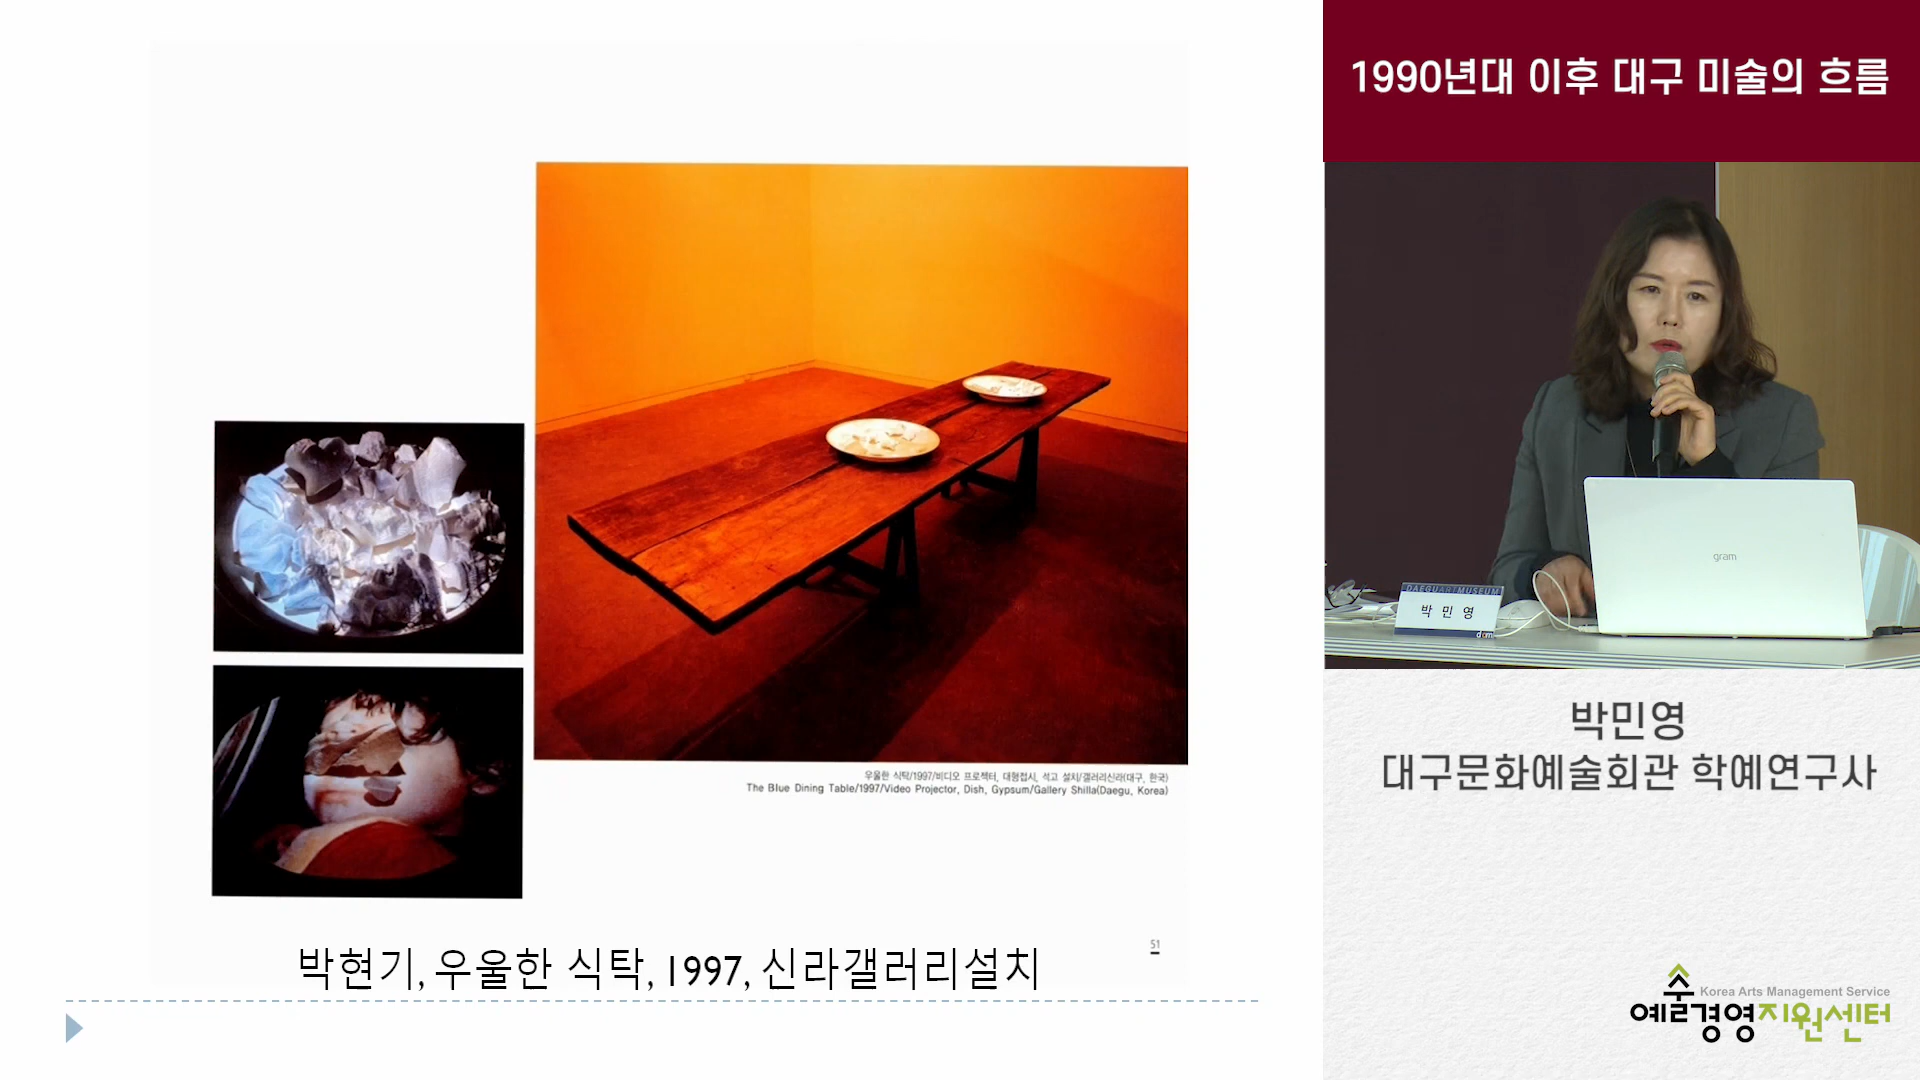 1990년대 이후 대구 미술의 흐름
우울한 식탁/1997/비디오 프로젝터, 대형접시, 석고 설치/갤러리신라(대구, 한국)
The Blue Dining Table/1997/Video Projector, Dish, Gypsum/Gallery Shilla(Daegu, Korea)
51
박현기, 우울한 식탁, 1997, 신라갤러리설치
gram
DAEGU ART MUSEUM
박 민 영
dam
박민영
대구문화예술회관 학예연구사
Korea Arts Management Service
예술경영지원센터